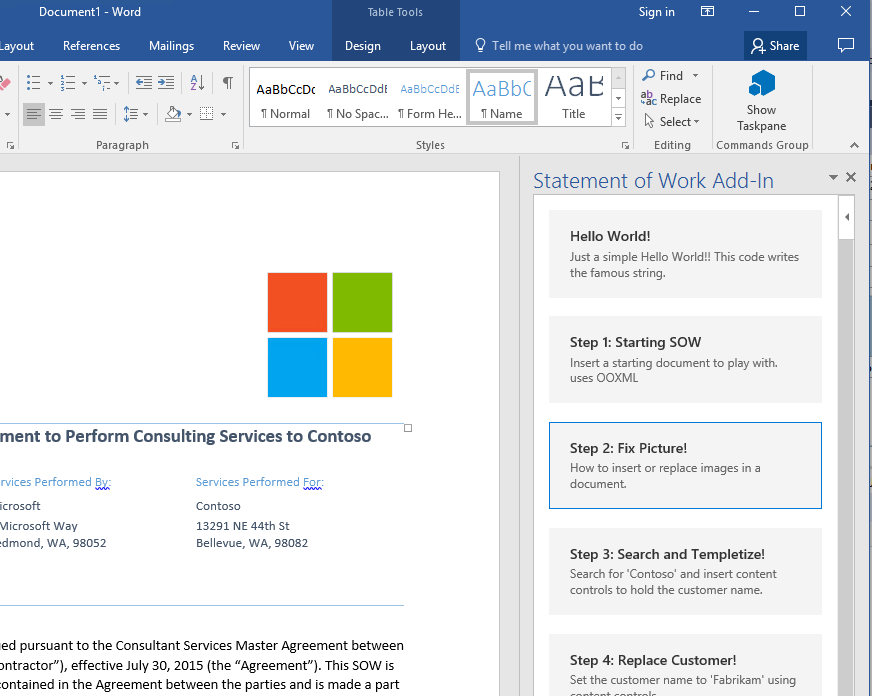 Document1 - Word
Table Tools
Sign in
Layout
References
Mailings
Review
View
Design
Layout
Tell me what you want to do
Share
AaBbCcDc
AaBbCcDdE
AaBbCcDdE
AaBbC
AaB
¶ Normal
¶ No Spac...
¶ Form He...
¶ Name
Title
Find
Replace
Select
Show
Taskpane
Paragraph
Styles
Editing
Commands Group
Statement of Work Add-In
Hello World!
Just a simple Hello World!! This code writes
the famous string.
Step 1: Starting SOW
Insert a starting document to play with.
uses OOXML
Step 2: Fix Picture!
How to insert or replace images in a
document.
Step 3: Search and Templetize!
Search for 'Contoso' and insert content
controls to hold the customer name.
Step 4: Replace Customer!
Set the customer name to 'Fabrikam' using
content controls
ment to Perform Consulting Services to Contoso
rvices Performed By:
Services Performed For:
icrosoft
Contoso
Microsoft Way
13291 NE 44th St
edmond, WA, 98052
Bellevue, WA, 98082
ued pursuant to the Consultant Services Master Agreement between
ontractor”), effective July 30, 2015 (the “Agreement”). This SOW is
ontained in the Agreement between the parties and is made a part